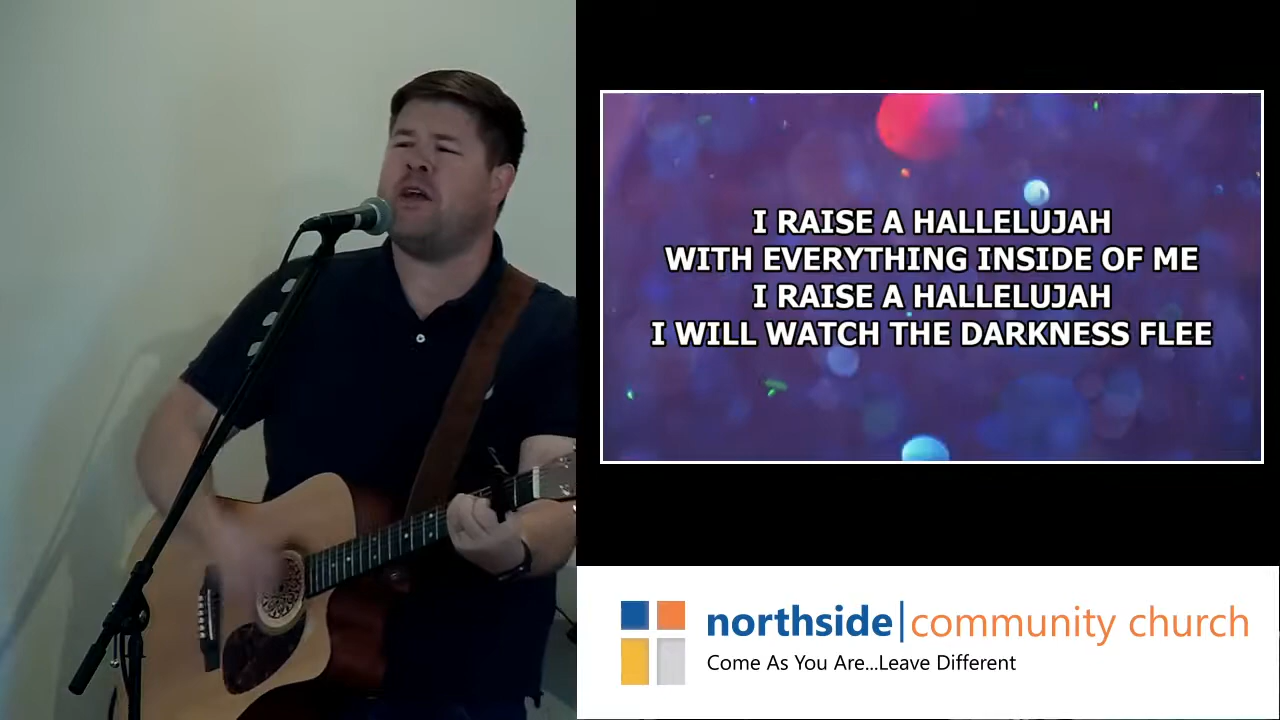 I RAISE A HALLELUJAH
WITH EVERYTHING INSIDE OF ME
I RAISE A HALLELUJAH
I WILL WATCH THE DARKNESS FLEE
northside|community church
Come As You Are...Leave Different